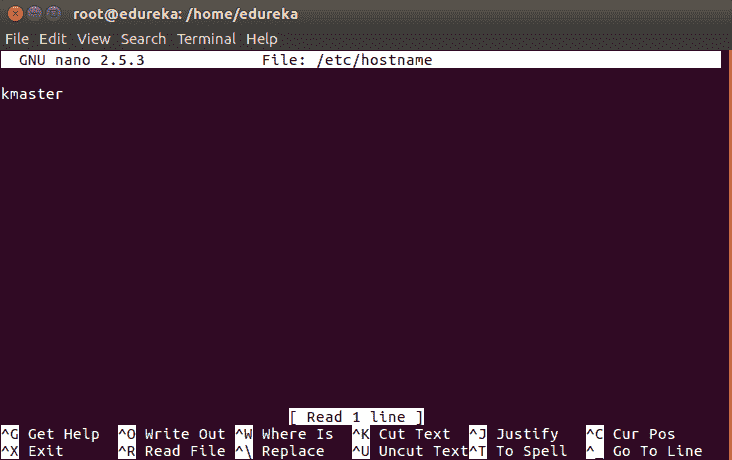 root@edureka: /home/edureka
File Edit View Search Terminal Help
GNU nano 2.5.3 File: /etc/hostname
kmaster
[ Read 1 line ]
^G Get Help ^O Write Out ^W Where Is ^K Cut Text ^J Justify ^C Cur Pos
^X Exit ^R Read File ^\ Replace ^U Uncut Text ^T To Spell ^_ Go To Line